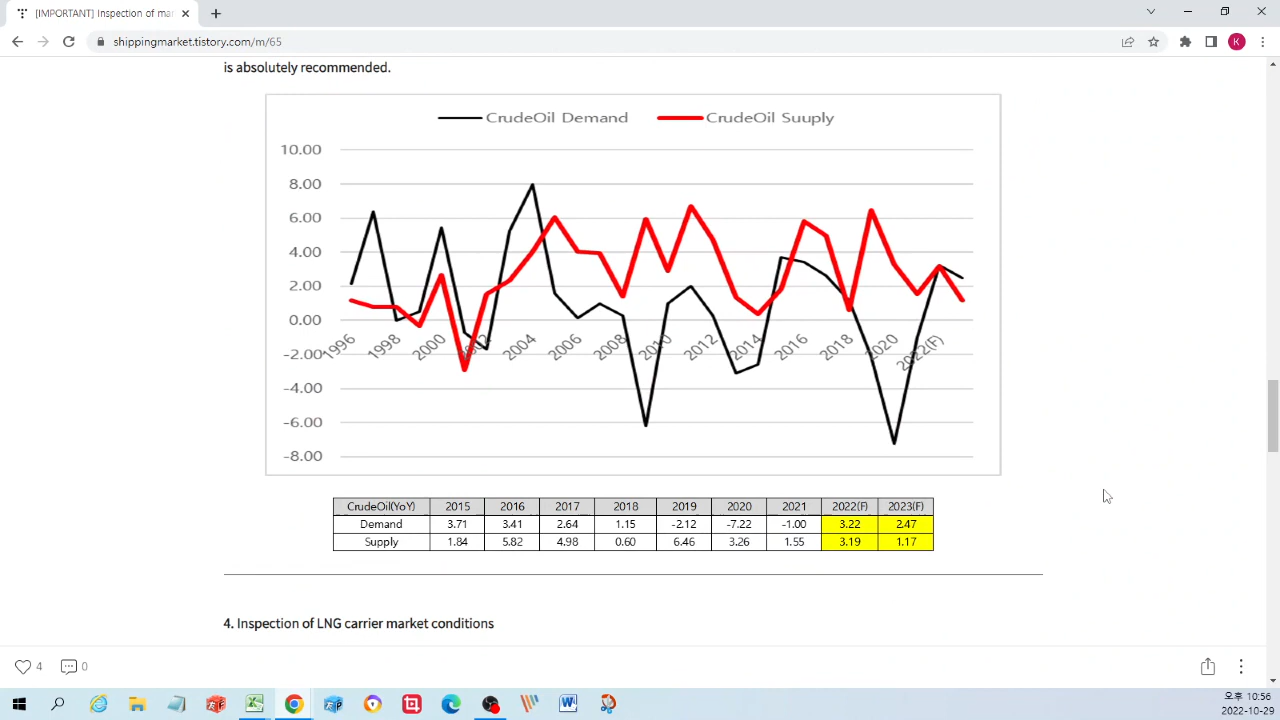 [IMPORTANT] Inspection of mar
shippingmarket.tistory.com/m/65
K
is absolutely recommended.
CrudeOil Demand CrudeOil Suuply
10.00
8.00
6.00
4.00
2.00
0.00
-2.00
-4.00
-6.00
-8.00
1996 1998 2000 2002 2004 2006 2008 2010 2012 2014 2016 2018 2020 2022(F)
CrudeOil(YoY) 2015 2016 2017 2018 2019 2020 2021 2022(F) 2023(F)
Demand 3.71 3.41 2.64 1.15 -2.12 -7.22 -1.00 3.22 2.47
Supply 1.84 5.82 4.98 0.60 6.46 3.26 1.55 3.19 1.17
4. Inspection of LNG carrier market conditions
4 0
오후 10:56
2022-10-29